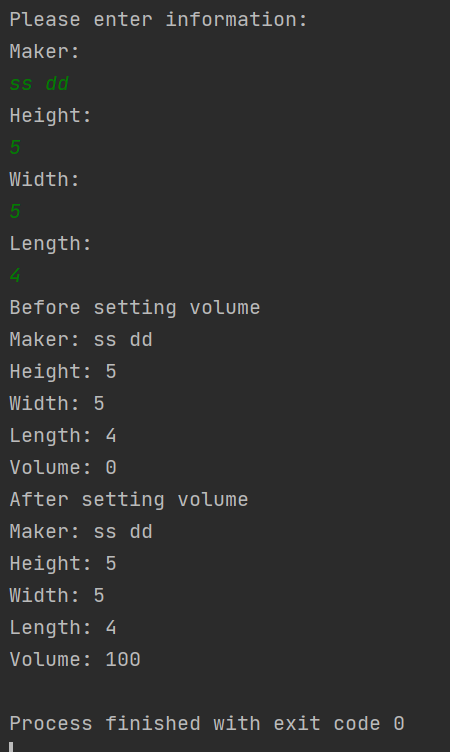 Please enter information:
Maker:
ss dd
Height:
5
Width:
5
Length:
4
Before setting volume
Maker: ss dd
Height: 5
Width: 5
Length: 4
Volume: 0
After setting volume
Maker: ss dd
Height: 5
Width: 5
Length: 4
Volume: 100
Process finished with exit code 0